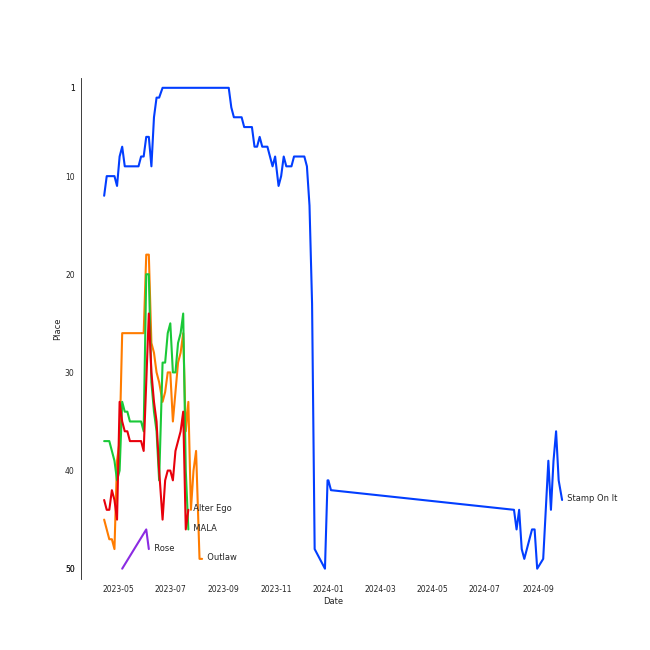 1
10
20
30
40
50
Place
Stamp On It
Alter Ego
MALA
Rose
Outlaw
2023-05
2023-07
2023-09
2023-11
2024-01
2024-03
2024-05
2024-07
2024-09
Date